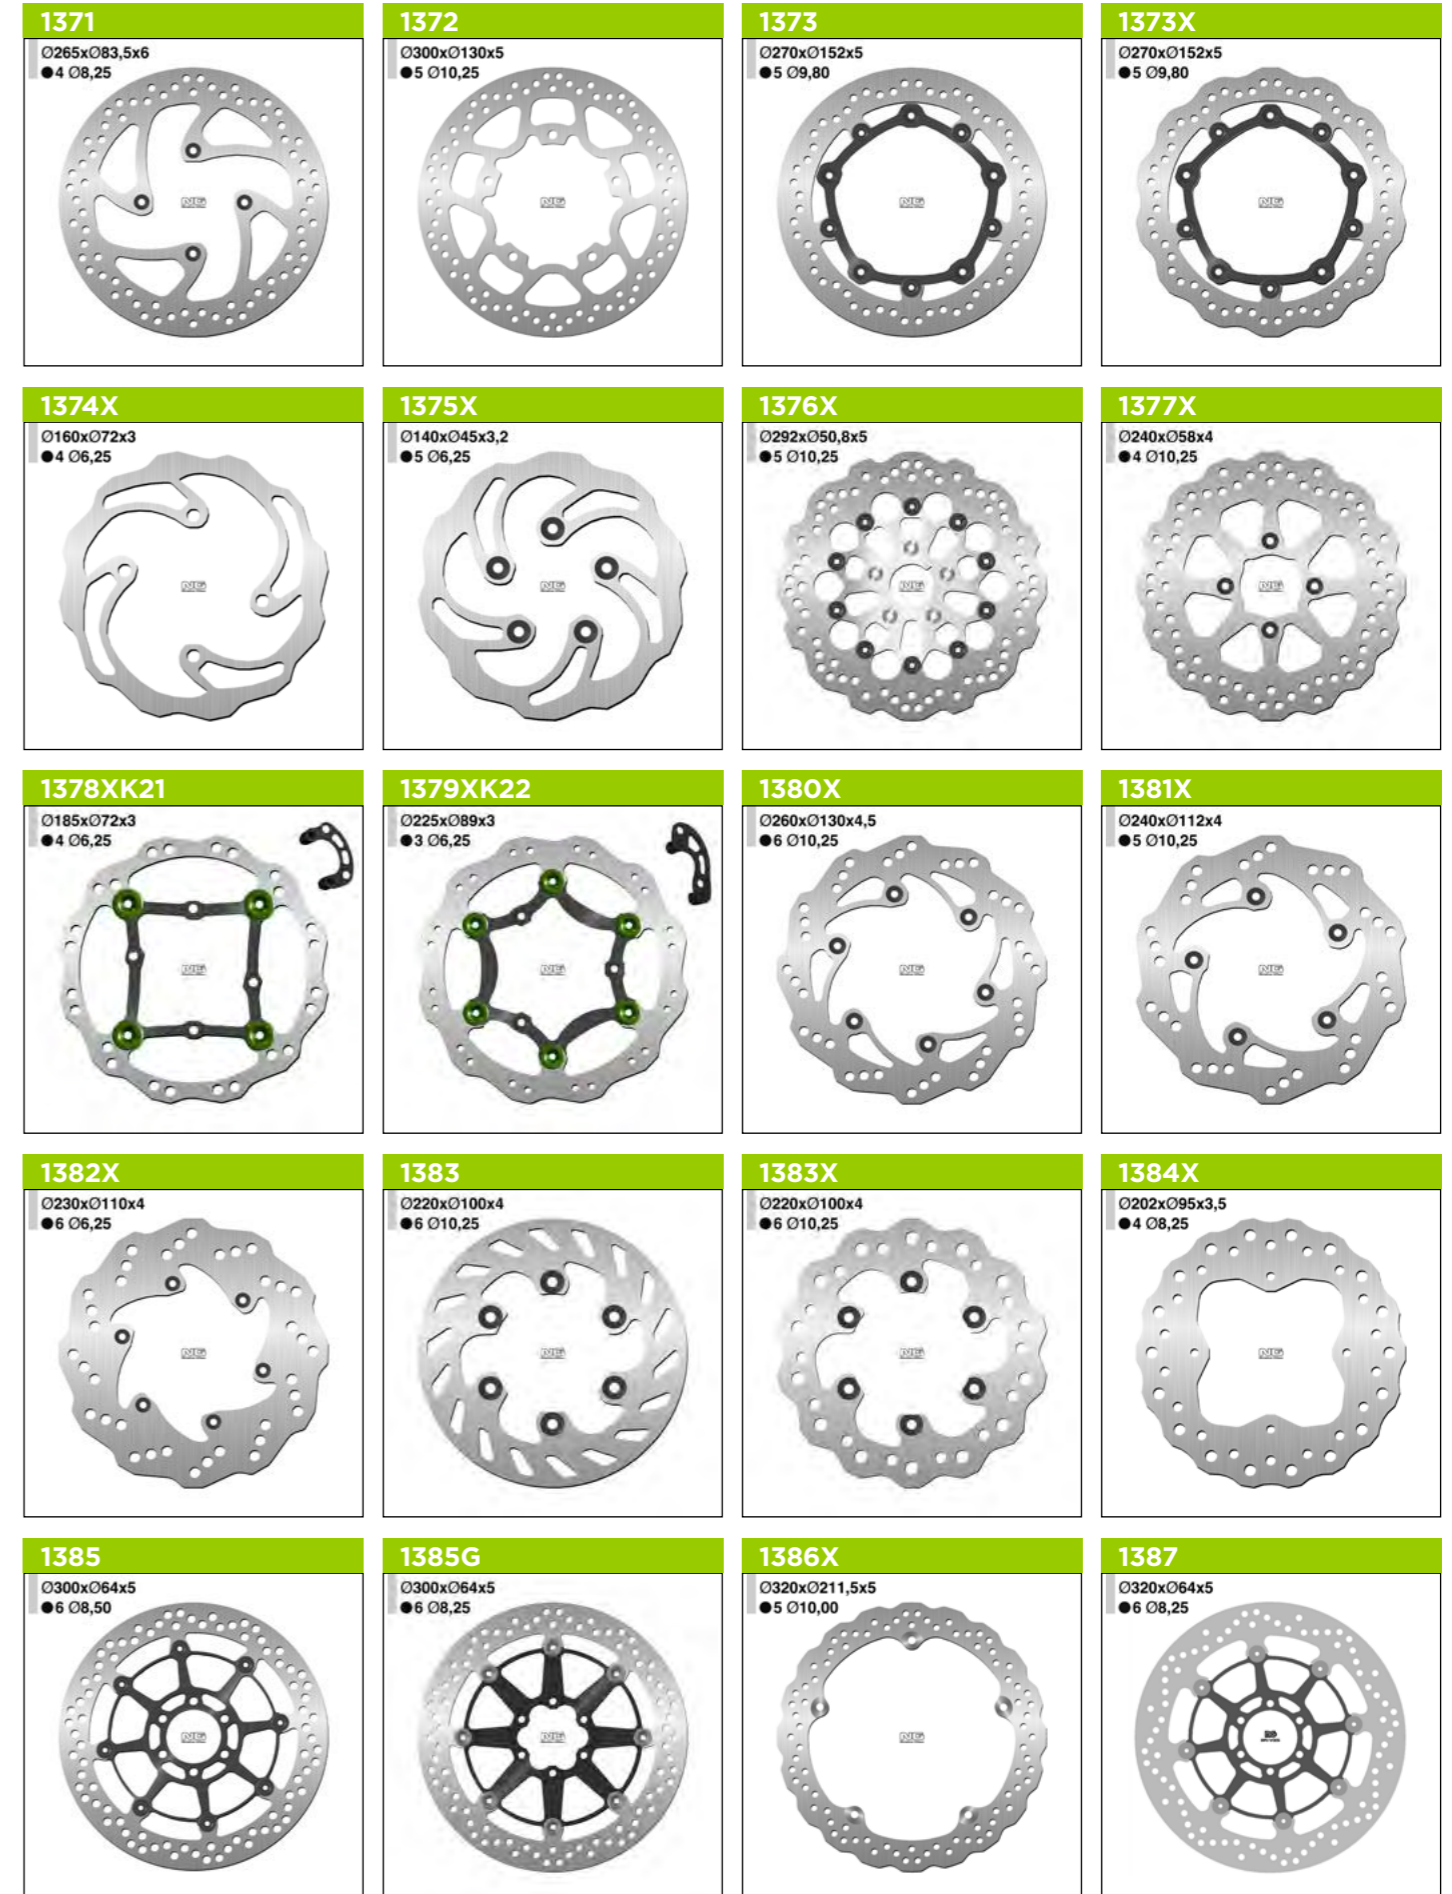 1371
Ø265xØ83,5x6
●4 Ø8,25
1372
Ø300xØ130x5
●5 Ø10,25
1373
Ø270xØ152x5
●5 Ø9,80
1373X
Ø270xØ152x5
●5 Ø9,80
1374X
Ø160xØ72x3
●4 Ø6,25
1375X
Ø140xØ45x3,2
●5 Ø6,25
1376X
Ø292xØ50,8x5
●5 Ø10,25
1377X
Ø240xØ58x4
●4 Ø10,25
1378XK21
Ø185xØ72x3
●4 Ø6,25
1379XK22
Ø225xØ89x3
●3 Ø6,25
1380X
Ø260xØ130x4,5
●6 Ø10,25
1381X
Ø240xØ112x4
●5 Ø10,25
1382X
Ø230xØ110x4
●6 Ø6,25
1383
Ø220xØ100x4
●6 Ø10,25
1383X
Ø220xØ100x4
●6 Ø10,25
1384X
Ø202xØ95x3,5
●4 Ø8,25
1385
Ø300xØ64x5
●6 Ø8,50
1385G
Ø300xØ64x5
●6 Ø8,25
1386X
Ø320xØ211,5x5
●5 Ø10,00
1387
Ø320xØ64x5
●6 Ø8,25